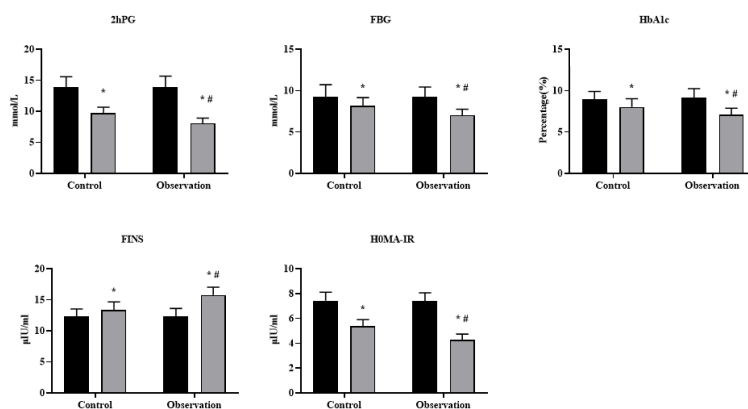 2hPG
20
15
10
5
0
mmol/L
*
* #
Control
Observation
FBG
15
10
5
0
mmol/L
*
* #
Control
Observation
HbA1c
15
10
5
0
Percentage(%)
*
* #
Control
Observation
FINS
20
15
10
5
0
μIU/ml
*
* #
Control
Observation
H0MA-IR
8
6
4
2
0
μIU/ml
*
* #
Control
Observation